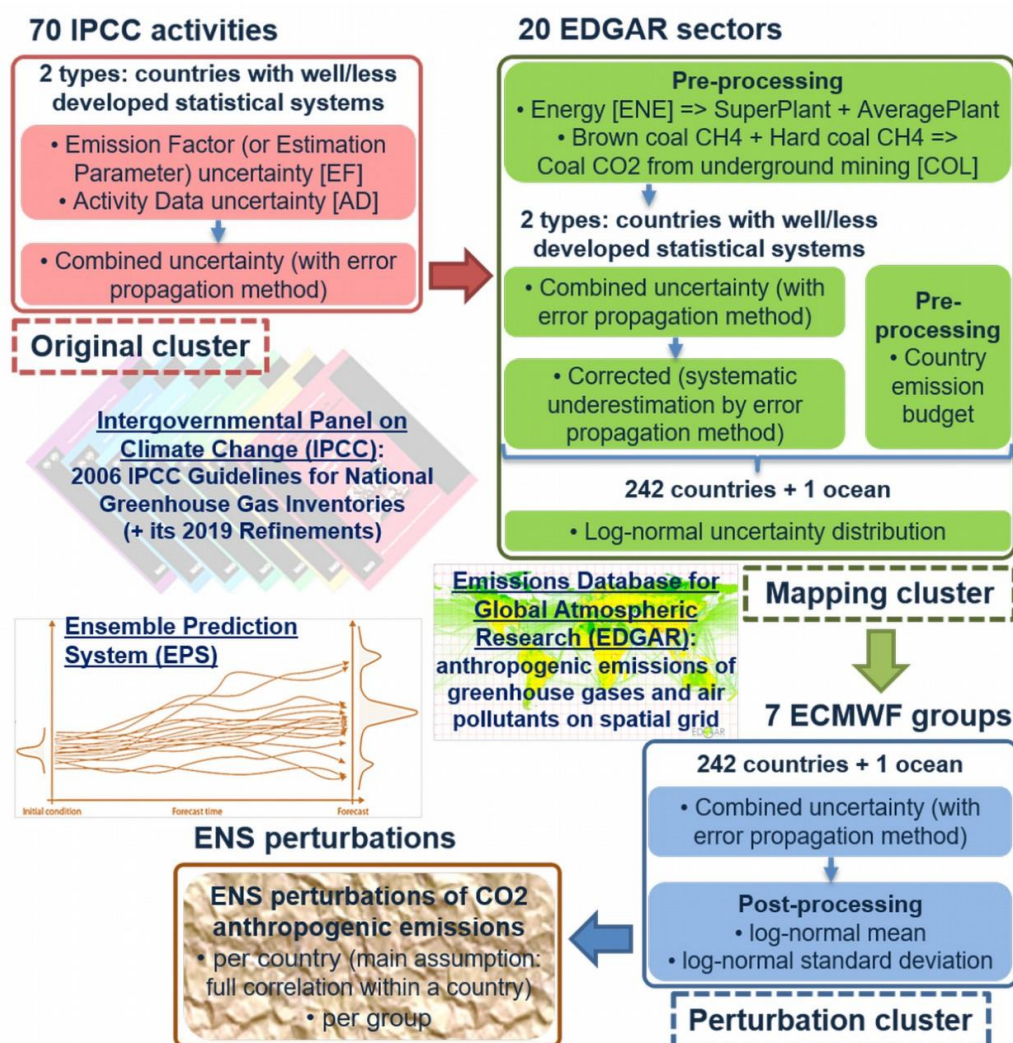 70 IPCC activities
2 types: countries with well/less
developed statistical systems
• Emission Factor (or Estimation
Parameter) uncertainty [EF]
• Activity Data uncertainty [AD]
• Combined uncertainty (with error
propagation method)
Original cluster
20 EDGAR sectors
Pre-processing
• Energy [ENE] => SuperPlant + AveragePlant
• Brown coal CH4 + Hard coal CH4 =>
Coal CO2 from underground mining [COL]
2 types: countries with well/less
developed statistical systems
• Combined uncertainty (with
error propagation method)
• Corrected (systematic
underestimation by error
propagation method)
Pre-
processing
• Country
emission
budget
242 countries + 1 ocean
• Log-normal uncertainty distribution
Mapping cluster
Intergovernmental Panel on
Climate Change (IPCC):
2006 IPCC Guidelines for National
Greenhouse Gas Inventories
(+ its 2019 Refinements)
Emissions Database for
Global Atmospheric
Research (EDGAR):
anthropogenic emissions of
greenhouse gases and air
pollutants on spatial grid
Ensemble Prediction
System (EPS)
Initial condition
Forecast time
Forecast
7 ECMWF groups
242 countries + 1 ocean
• Combined uncertainty (with
error propagation method)
Post-processing
• log-normal mean
• log-normal standard deviation
Perturbation cluster
ENS perturbations
ENS perturbations of CO2
anthropogenic emissions
• per country (main assumption:
full correlation within a country)
• per group